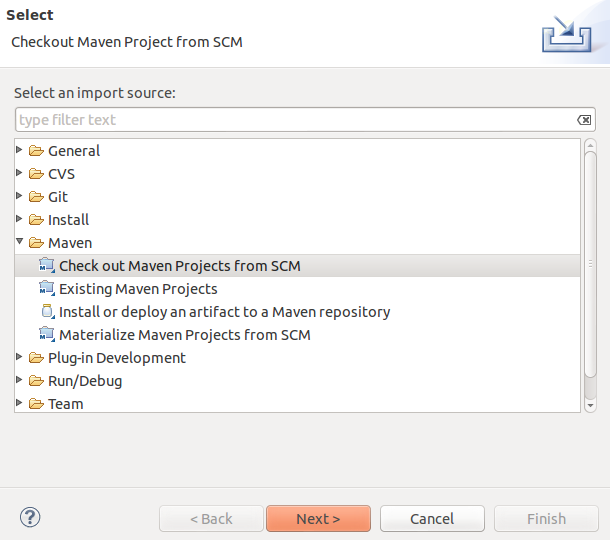 Select
Checkout Maven Project from SCM
Select an import source:
type filter text
General
CVS
Git
Install
Maven
Check out Maven Projects from SCM
Existing Maven Projects
Install or deploy an artifact to a Maven repository
Materialize Maven Projects from SCM
Plug-in Development
Run/Debug
Team
?
< Back
Next >
Cancel
Finish